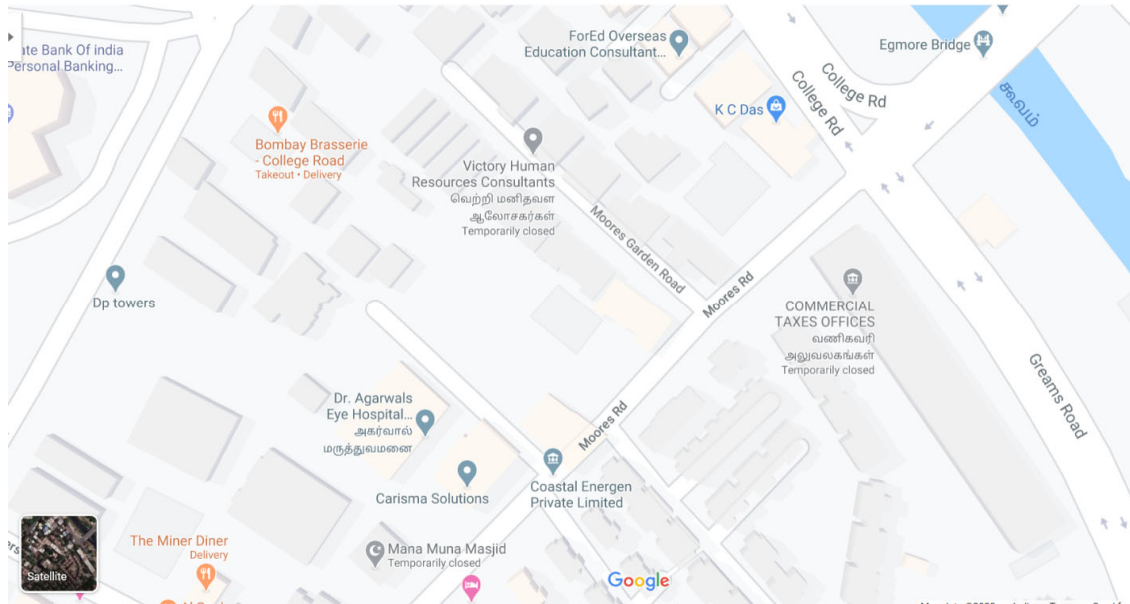 ate Bank Of india
Personal Banking...
ForEd Overseas
Education Consultant...
Egmore Bridge
College Rd
College Rd
K C Das
கூவம்
Bombay Brasserie
- College Road
Takeout • Delivery
Victory Human
Resources Consultants
வெற்றி மனிதவள
ஆலோசகர்கள்
Temporarily closed
Moores Garden Road
Moores Rd
Dp towers
COMMERCIAL
TAXES OFFICES
வணிகவரி
அலுவலகங்கள்
Temporarily closed
Greams Road
Dr. Agarwals
Eye Hospital...
அகர்வால்
மருத்துவமனை
Moores Rd
Carisma Solutions
Coastal Energen
Private Limited
The Miner Diner
Delivery
Mana Muna Masjid
Temporarily closed
Satellite
Google